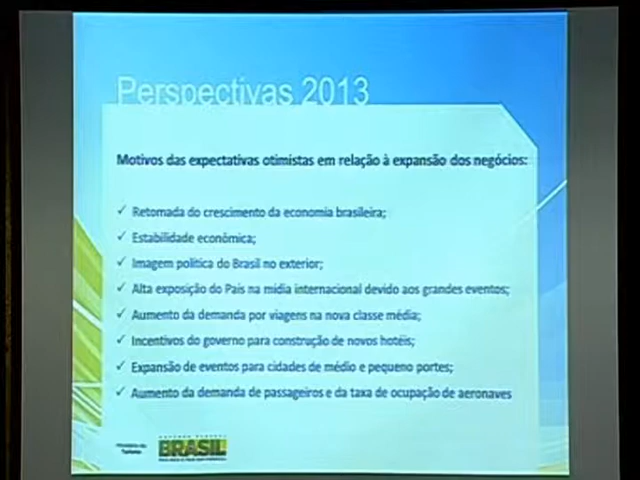 Perspectivas 2013
Motivos das expectativas otimistas em relação à expansão dos negócios:
✓ Retomada do crescimento da economia brasileira;
✓ Estabilidade econômica;
✓ Imagem política do Brasil no exterior;
✓ Alta exposição do País na mídia internacional devido aos grandes eventos;
✓ Aumento da demanda por viagens na nova classe média;
✓ Incentivos do governo para construção de novos hotéis;
✓ Expansão de eventos para cidades de médio e pequeno portes;
✓ Aumento da demanda de passageiros e da taxa de ocupação de aeronaves
Ministério do
Turismo
BRASIL